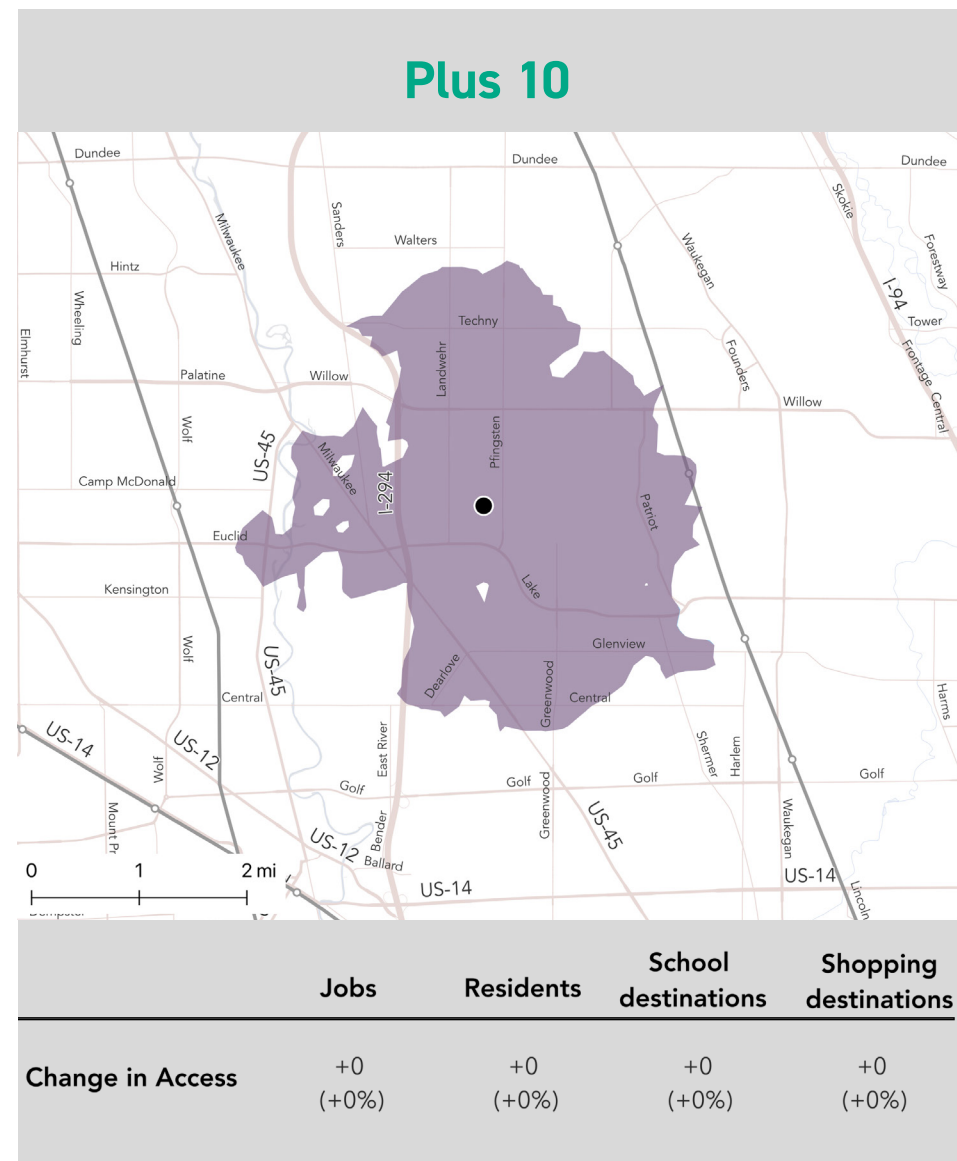 Plus 10
Dundee
Dundee
Dundee
Skokie
Sanders
Milwaukee
Walters
Waukegan
Forestway
Hintz
I-94
Wheeling
Techny
Tower
Elmhurst
Landwehr
Founders
Frontage
Palatine
Willow
Central
Willow
Wolf
Pfingsten
US-45
Milwaukee
Camp McDonald
I-294
Patriot
Euclid
Kensington
Lake
Wolf
Glenview
US-45
Dearlove
Greenwood
Central
Central
Harms
US-14
US-12
East River
Shermer
Harlem
Wolf
Golf
Golf
Golf
Golf
Greenwood
Mount Pr
Bender
US-45
Waukegan
US-12
Ballard
US-14
US-14
Lincoln
0 1 2 mi
Jobs Residents School destinations Shopping destinations
Change in Access +0 +0 +0 +0
(+0%) (+0%) (+0%) (+0%)